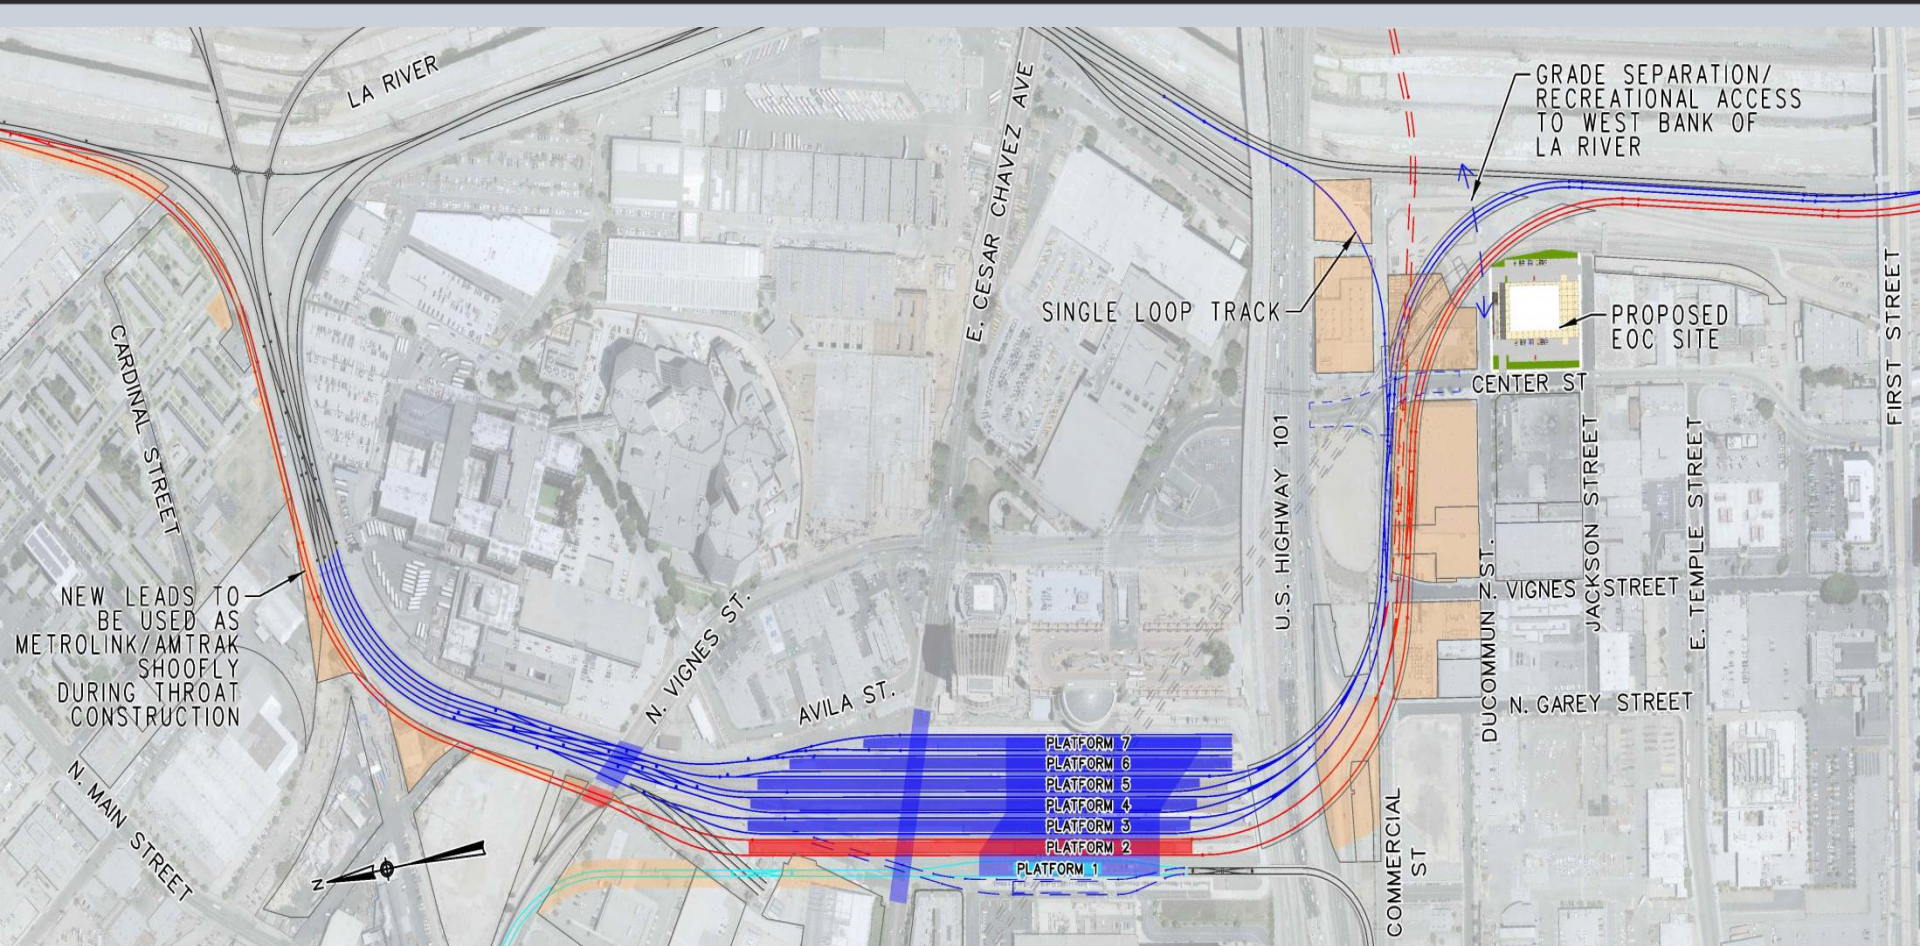 LA RIVER
E. CESAR CHAVEZ AVE
GRADE SEPARATION/
RECREATIONAL ACCESS
TO WEST BANK OF
LA RIVER
SINGLE LOOP TRACK
PROPOSED
EOC SITE
CENTER ST
FIRST STREET
CARDINAL STREET
U.S. HIGHWAY 101
JACKSON STREET
E. TEMPLE STREET
DUCOMMUN ST.
N. VIGNES STREET
N. GAREY STREET
NEW LEADS TO
BE USED AS
METROLINK/AMTRAK
SHOOFLY
DURING THROAT
CONSTRUCTION
N. VIGNES ST.
AVILA ST.
PLATFORM 7
PLATFORM 6
PLATFORM 5
PLATFORM 4
PLATFORM 3
PLATFORM 2
PLATFORM 1
N. MAIN STREET
N
COMMERCIAL
ST